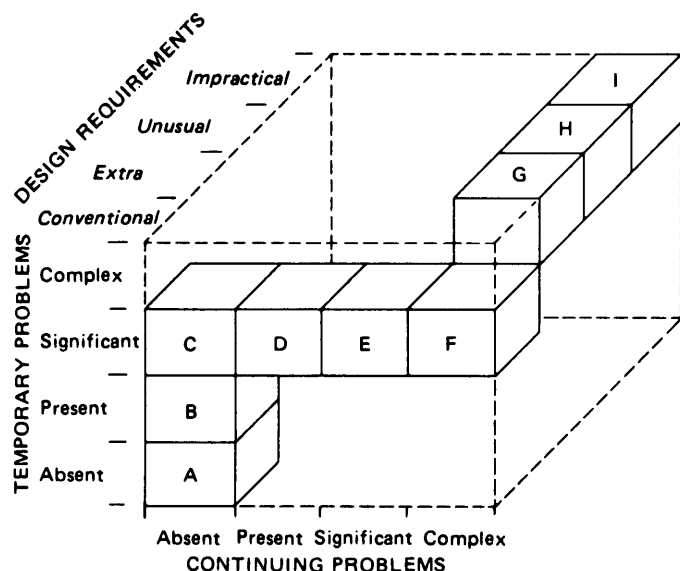 DESIGN REQUIREMENTS
Impractical
Unusual
Extra
Conventional
TEMPORARY PROBLEMS
Complex
Significant
Present
Absent
I
H
G
C D E F
B
A
Absent Present Significant Complex
CONTINUING PROBLEMS